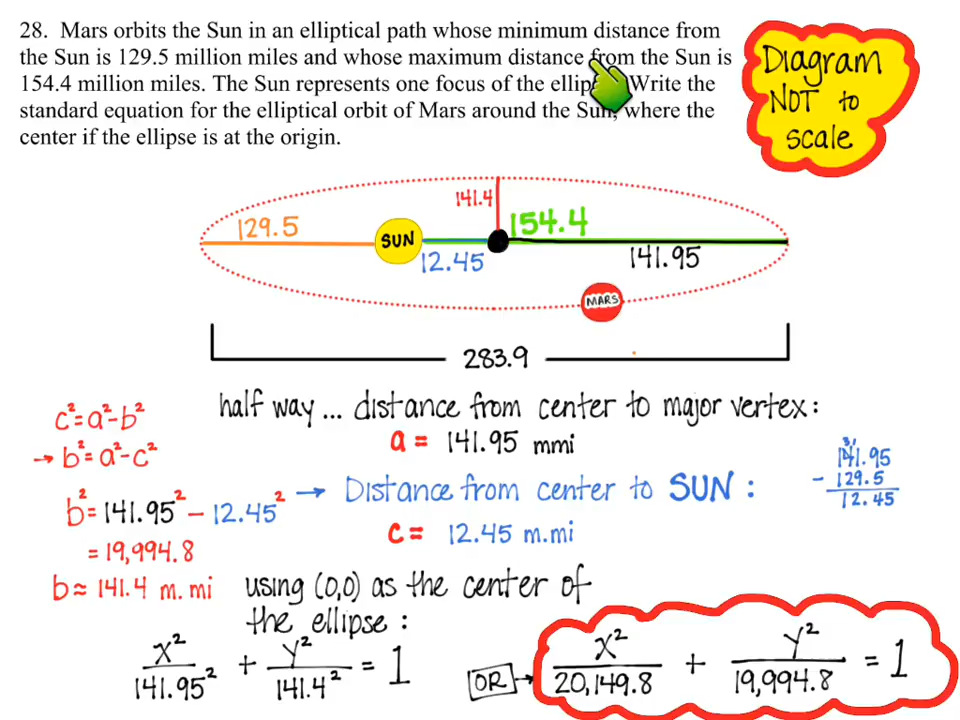 28. Mars orbits the Sun in an elliptical path whose minimum distance from
the Sun is 129.5 million miles and whose maximum distance from the Sun is
154.4 million miles. The Sun represents one focus of the Write the
standard equation for the elliptical orbit of Mars around the Sun, where the
center if the ellipse is at the origin.
Diagram
NOT to
scale
141.4
129.5
154.4
SUN
12.45
141.95
MARS
283.9
half way... distance from center to major vertex:
a = 141.95 mmi
c² = a² - b²
→ b² = a² - c²
141.95
- 129.5
12.45
b² = 141.95² - 12.45² → Distance from center to SUN:
c = 12.45 m.mi
= 19,994.8
b ≈ 141.4 m.mi
using (0,0) as the center of
the ellipse:
x²/141.95² + y²/141.4² = 1
OR →
x²/20,149.8 + y²/19,994.8 = 1